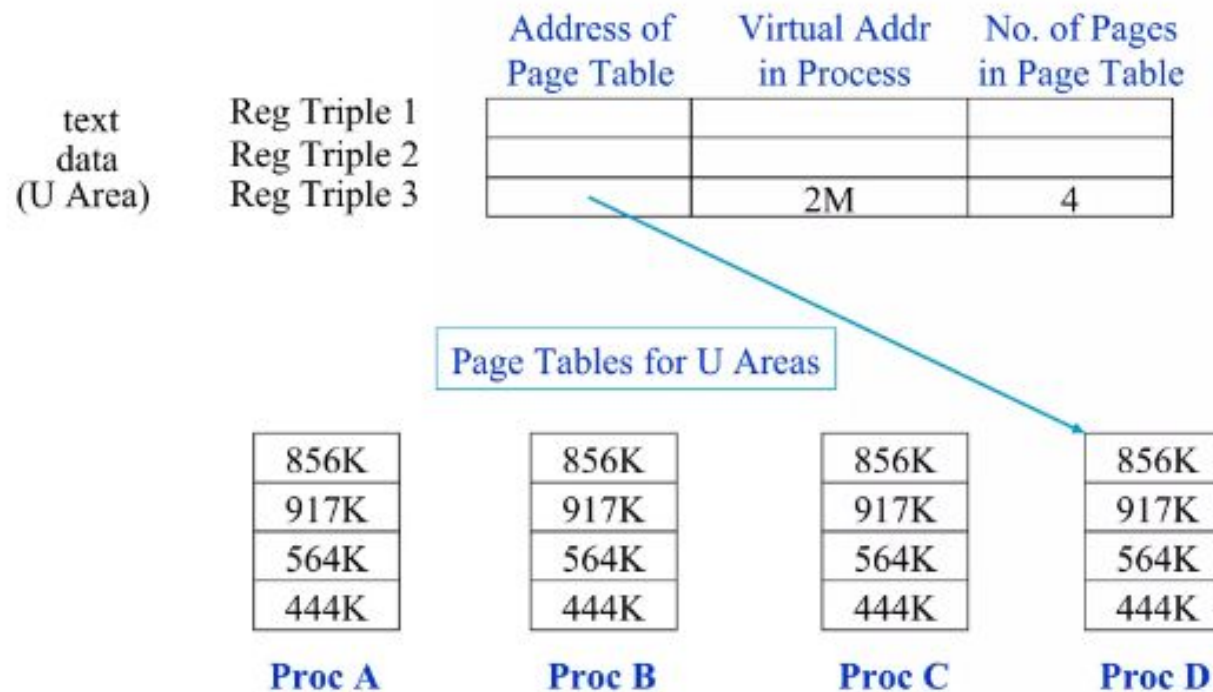 Address of Virtual Addr No. of Pages
Page Table in Process in Page Table
text Reg Triple 1
data Reg Triple 2
(U Area) Reg Triple 3 2M 4
Page Tables for U Areas
856K 856K 856K 856K
917K 917K 917K 917K
564K 564K 564K 564K
444K 444K 444K 444K
Proc A Proc B Proc C Proc D